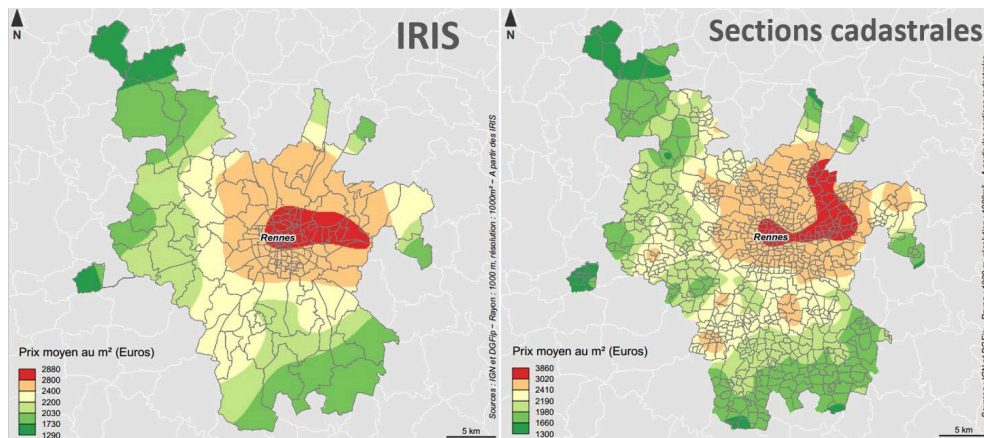 N
IRIS
Rennes
Prix moyen au m² (Euros)
2880
2800
2400
2200
2030
1730
1290
5 km
Sources : IGN et DGFip – Rayon : 1000 m, résolution : 1000m² – A partir des IRIS
N
Sections cadastrales
Rennes
Prix moyen au m² (Euros)
3860
3020
2410
2190
1980
1660
1300
5 km